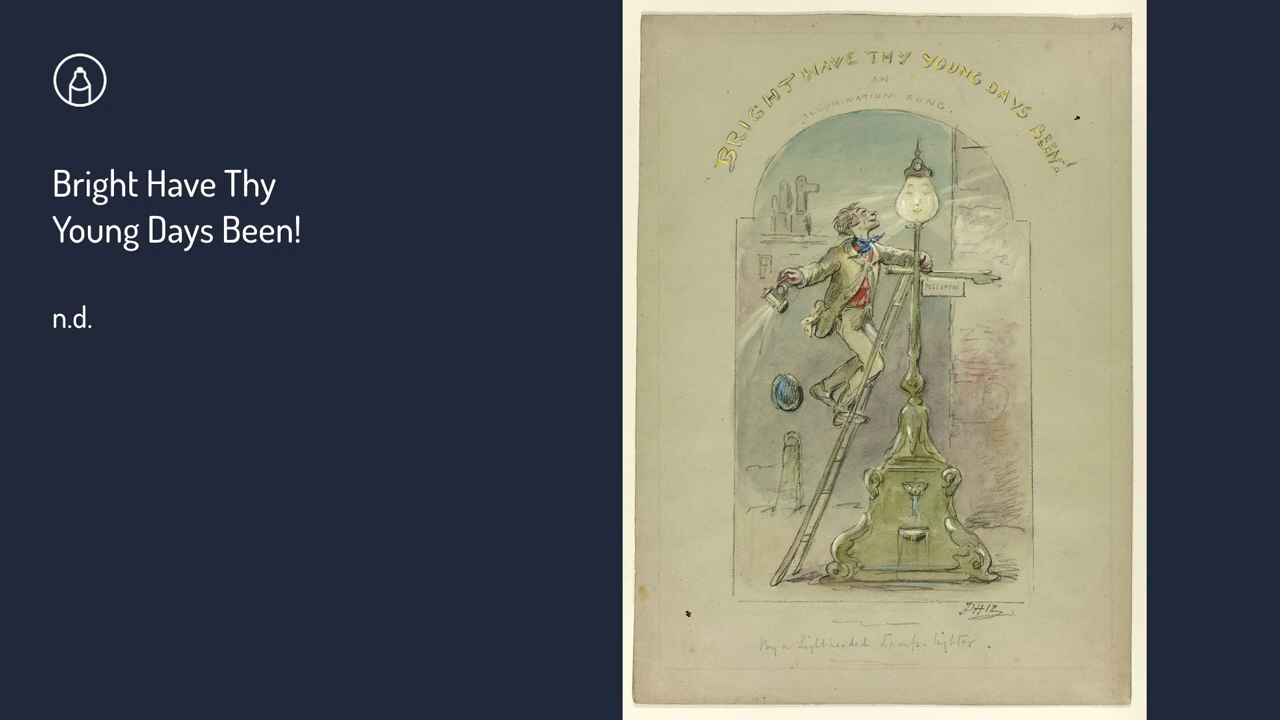 Bright Have Thy
Young Days Been!
n.d.
84
BRIGHT HAVE THY YOUNG DAYS BEEN!
AN
ILLUMINATION SONG.
POST OFFICE
By a Lightheaded Lamp-lighter.